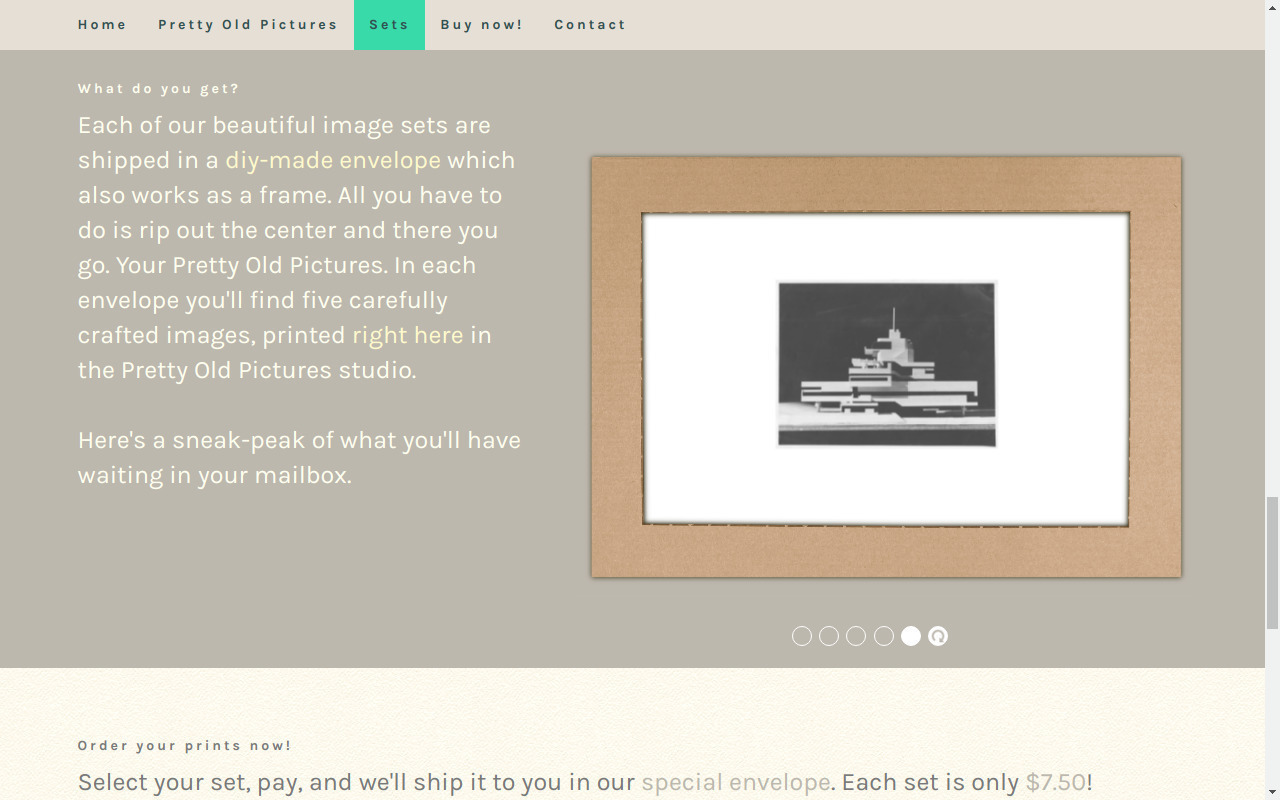 Home Pretty Old Pictures Sets Buy now! Contact
What do you get?
Each of our beautiful image sets are
shipped in a diy-made envelope which
also works as a frame. All you have to
do is rip out the center and there you
go. Your Pretty Old Pictures. In each
envelope you'll find five carefully
crafted images, printed right here in
the Pretty Old Pictures studio.
Here's a sneak-peak of what you'll have
waiting in your mailbox.
Order your prints now!
Select your set, pay, and we'll ship it to you in our special envelope. Each set is only $7.50!